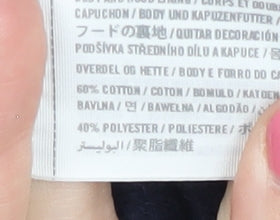 CAPUCHON / BODY UND KAPUZENFUTTER /
フードの裏地 / QUITAR DECORACIÓN
PODŠÍVKA STŘEDNÍHO DÍLU A KAPUCE /
OVERDEL OG HETTE / BODY E FORRO DO CA
60% COTTON / COTON / BOMULD / KATOEN
BAVLNA / 면 / BAWEŁNA / ALGODÃO /
40% POLYESTER / POLIESTERE / ポ
البوليستر / 聚脂纖維